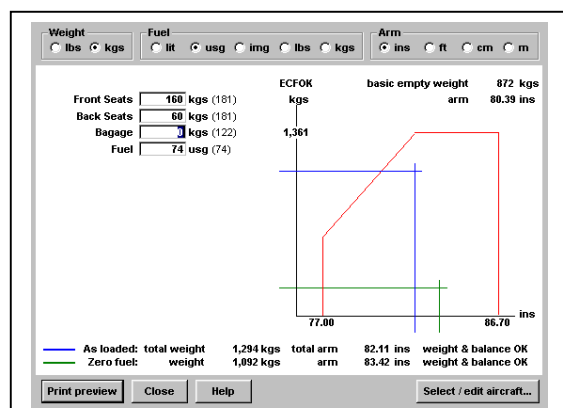 Weight Fuel Arm
lbs kgs lit usg img lbs kgs ins ft cm m
ECFOK basic empty weight 872 kgs
kgs arm 80.39 ins
Front Seats 160 kgs (181)
Back Seats 60 kgs (181)
Bagage 0 kgs (122)
Fuel 74 usg (74)
1,361
ins
77.00 86.70
As loaded: total weight 1,294 kgs total arm 82.11 ins weight & balance OK
Zero fuel: weight 1,092 kgs arm 83.42 ins weight & balance OK
Print preview Close Help Select / edit aircraft...